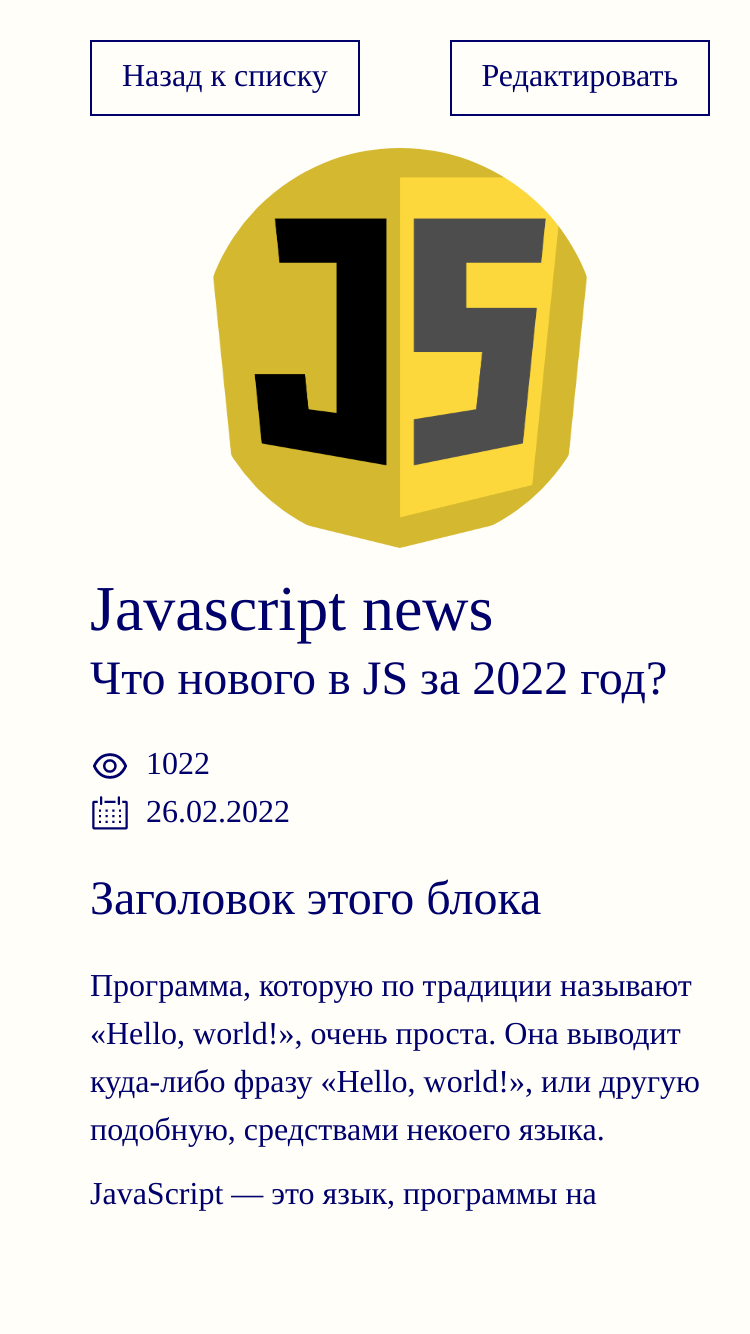 Назад к списку
Редактировать
JS
Javascript news
Что нового в JS за 2022 год?
1022
26.02.2022
Заголовок этого блока
Программа, которую по традиции называют
«Hello, world!», очень проста. Она выводит
куда-либо фразу «Hello, world!», или другую
подобную, средствами некоего языка.
JavaScript — это язык, программы на